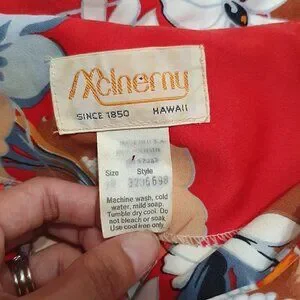 McInerny
SINCE 1850 HAWAII
Size Style
3296698
Machine wash, cold
water, mild soap.
Tumble dry cool. Do
not bleach or soak.
Use cool iron only.